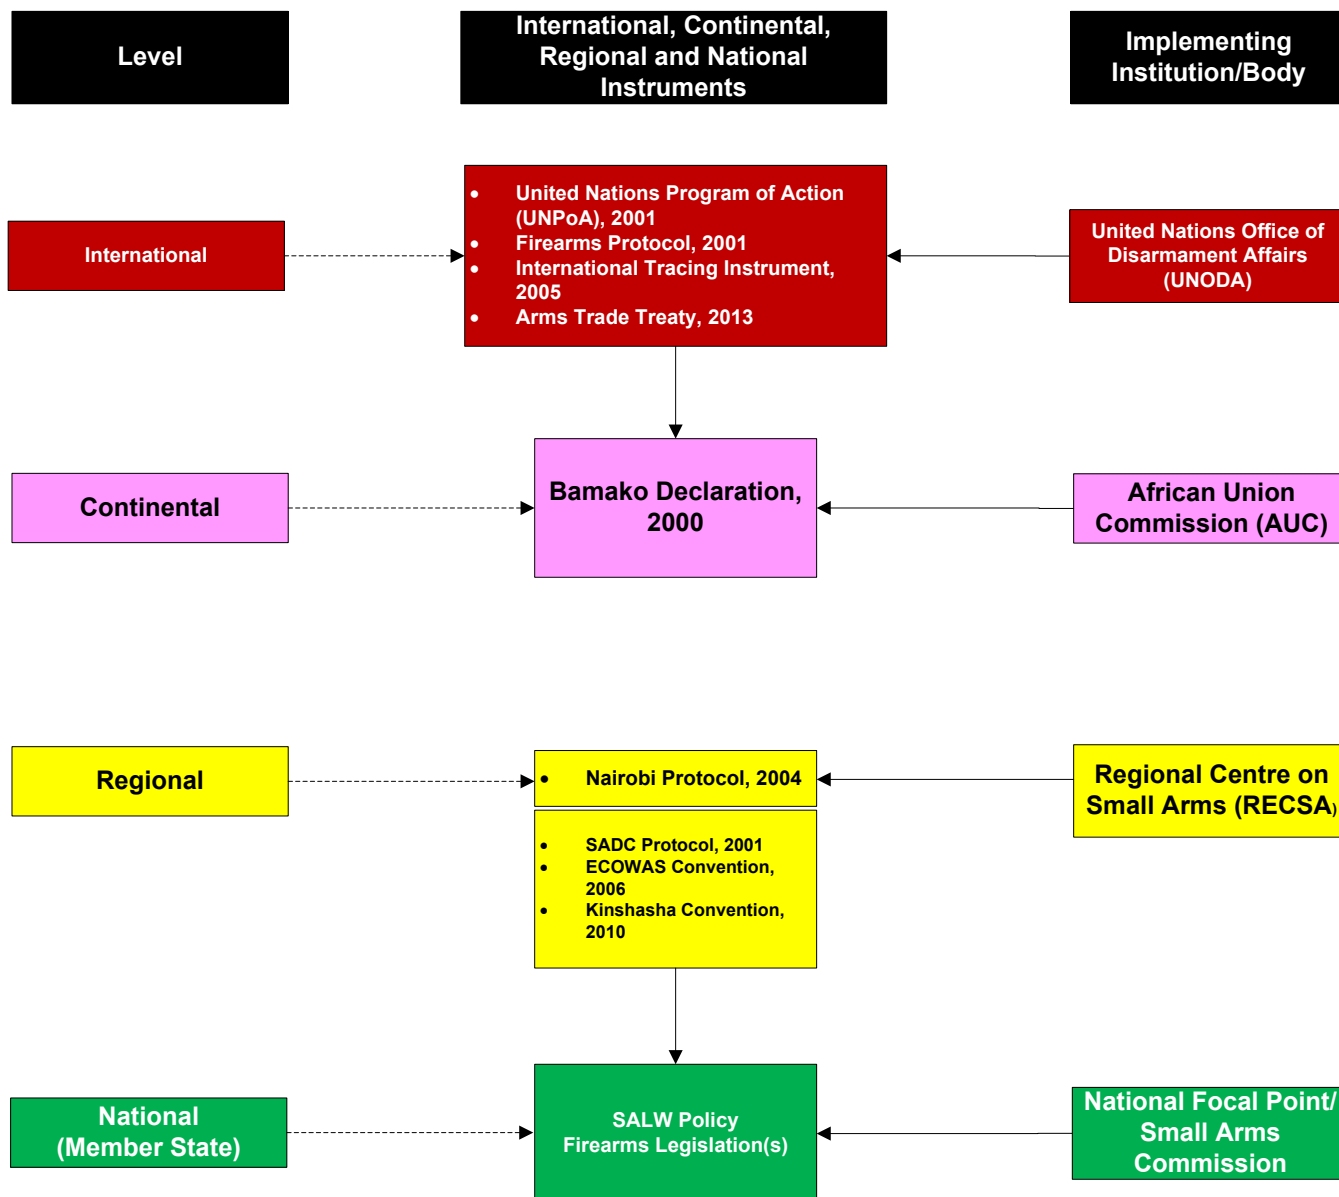 Level
International, Continental,
Regional and National
Instruments
Implementing
Institution/Body
International
• United Nations Program of Action
(UNPoA), 2001
• Firearms Protocol, 2001
• International Tracing Instrument,
2005
• Arms Trade Treaty, 2013
United Nations Office of
Disarmament Affairs
(UNODA)
Continental
Bamako Declaration,
2000
African Union
Commission (AUC)
Regional
• Nairobi Protocol, 2004
Regional Centre on
Small Arms (RECSA)
• SADC Protocol, 2001
• ECOWAS Convention,
2006
• Kinshasha Convention,
2010
National
(Member State)
SALW Policy
Firearms Legislation(s)
National Focal Point/
Small Arms
Commission